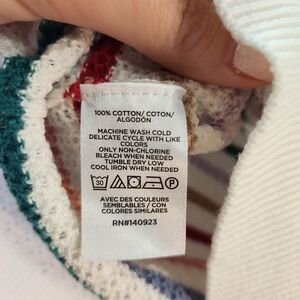 100% COTTON/ COTON/
ALGODÓN
MACHINE WASH COLD
DELICATE CYCLE WITH LIKE
COLORS
ONLY NON-CHLORINE
BLEACH WHEN NEEDED
TUMBLE DRY LOW
COOL IRON WHEN NEEDED
30
P
AVEC DES COULEURS
SEMBLABLES / CON
COLORES SIMILARES
RN#140923